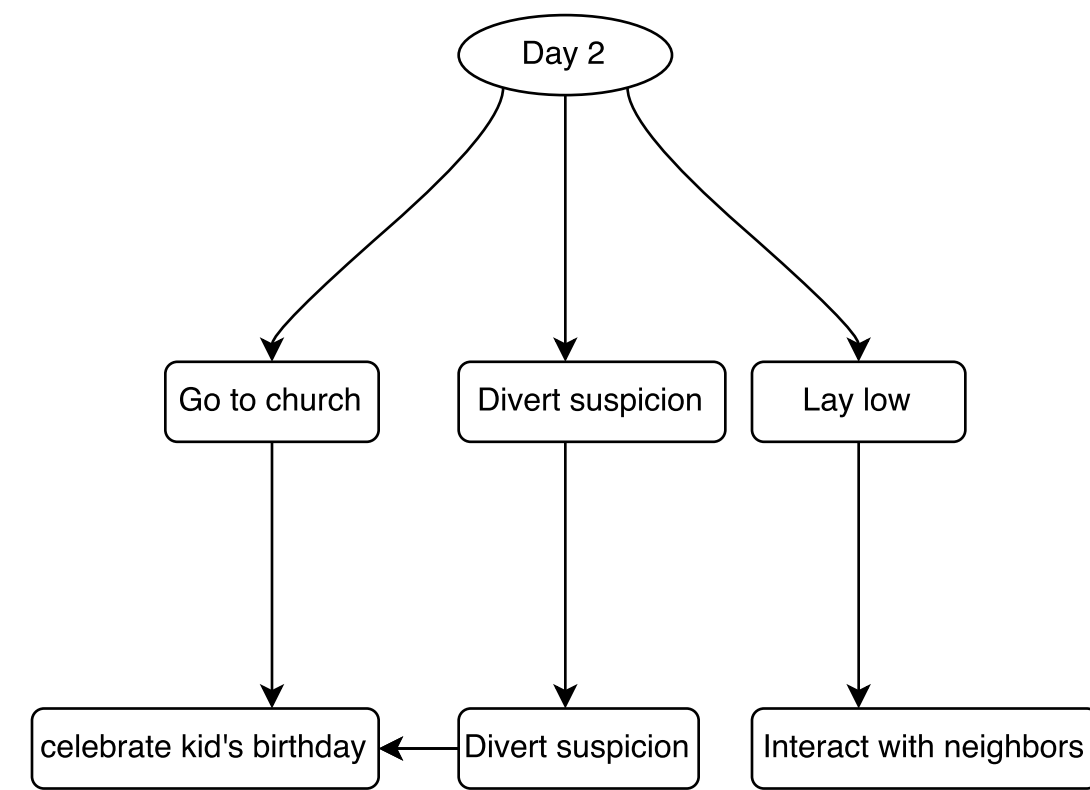 Day 2
Go to church
Divert suspicion
Lay low
celebrate kid's birthday
Divert suspicion
Interact with neighbors